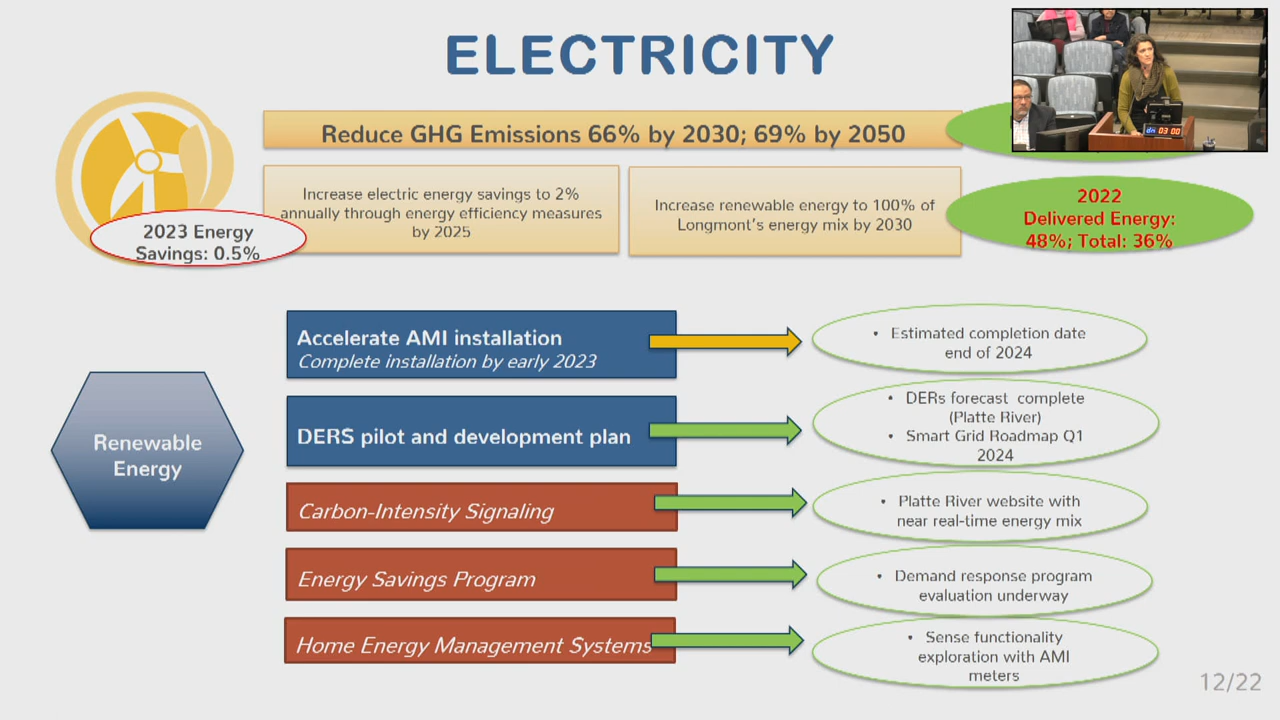 ELECTRICITY
Reduce GHG Emissions 66% by 2030; 69% by 2050
Increase electric energy savings to 2%
annually through energy efficiency measures
by 2025
Increase renewable energy to 100% of
Longmont's energy mix by 2030
2022
Delivered Energy:
48%; Total: 36%
2023 Energy
Savings: 0.5%
Renewable
Energy
Accelerate AMI installation
Complete installation by early 2023
• Estimated completion date
end of 2024
DERS pilot and development plan
• DERs forecast complete
(Platte River)
• Smart Grid Roadmap Q1
2024
Carbon-Intensity Signaling
• Platte River website with
near real-time energy mix
Energy Savings Program
• Demand response program
evaluation underway
Home Energy Management Systems
• Sense functionality
exploration with AMI
meters
12/22
03 00